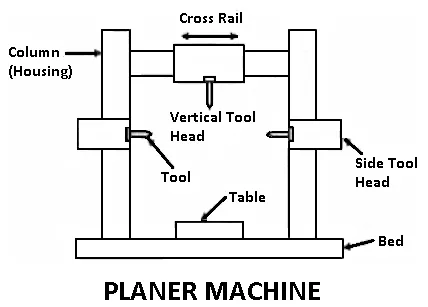 Cross Rail
Column
(Housing)
Vertical Tool
Head
Tool
Side Tool
Head
Table
Bed
PLANER MACHINE